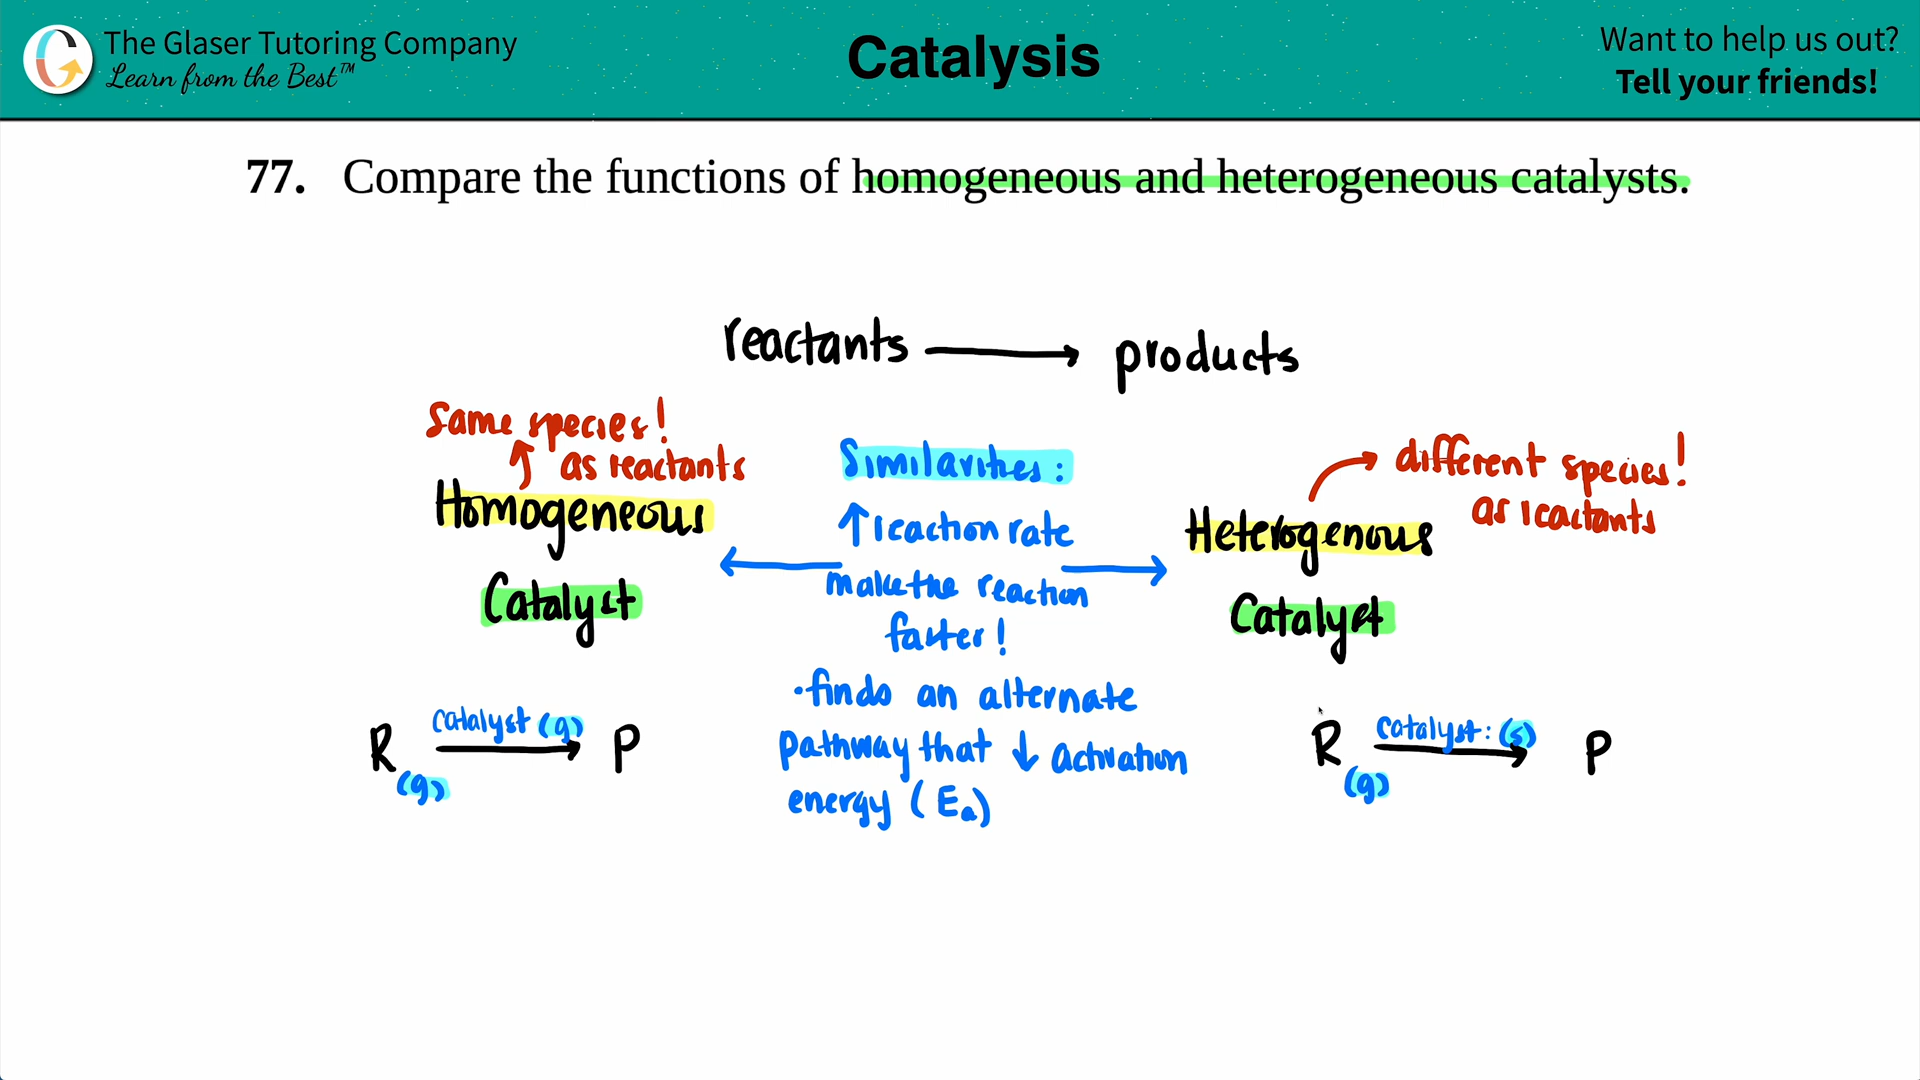 The Glaser Tutoring Company
Learn from the Best™
Catalysis
Want to help us out?
Tell your friends!
77. Compare the functions of homogeneous and heterogeneous catalysts.
reactants → products
Same species!
↑ as reactants
Homogeneous
Catalyst
R (g) catalyst (g) → P
Similarities:
↑ reaction rate
make the reaction
faster!
·finds an alternate
pathway that ↓ activation
energy (Ea)
different species!
as reactants
Heterogenous
Catalyst
R (g) catalyst: (s) → P